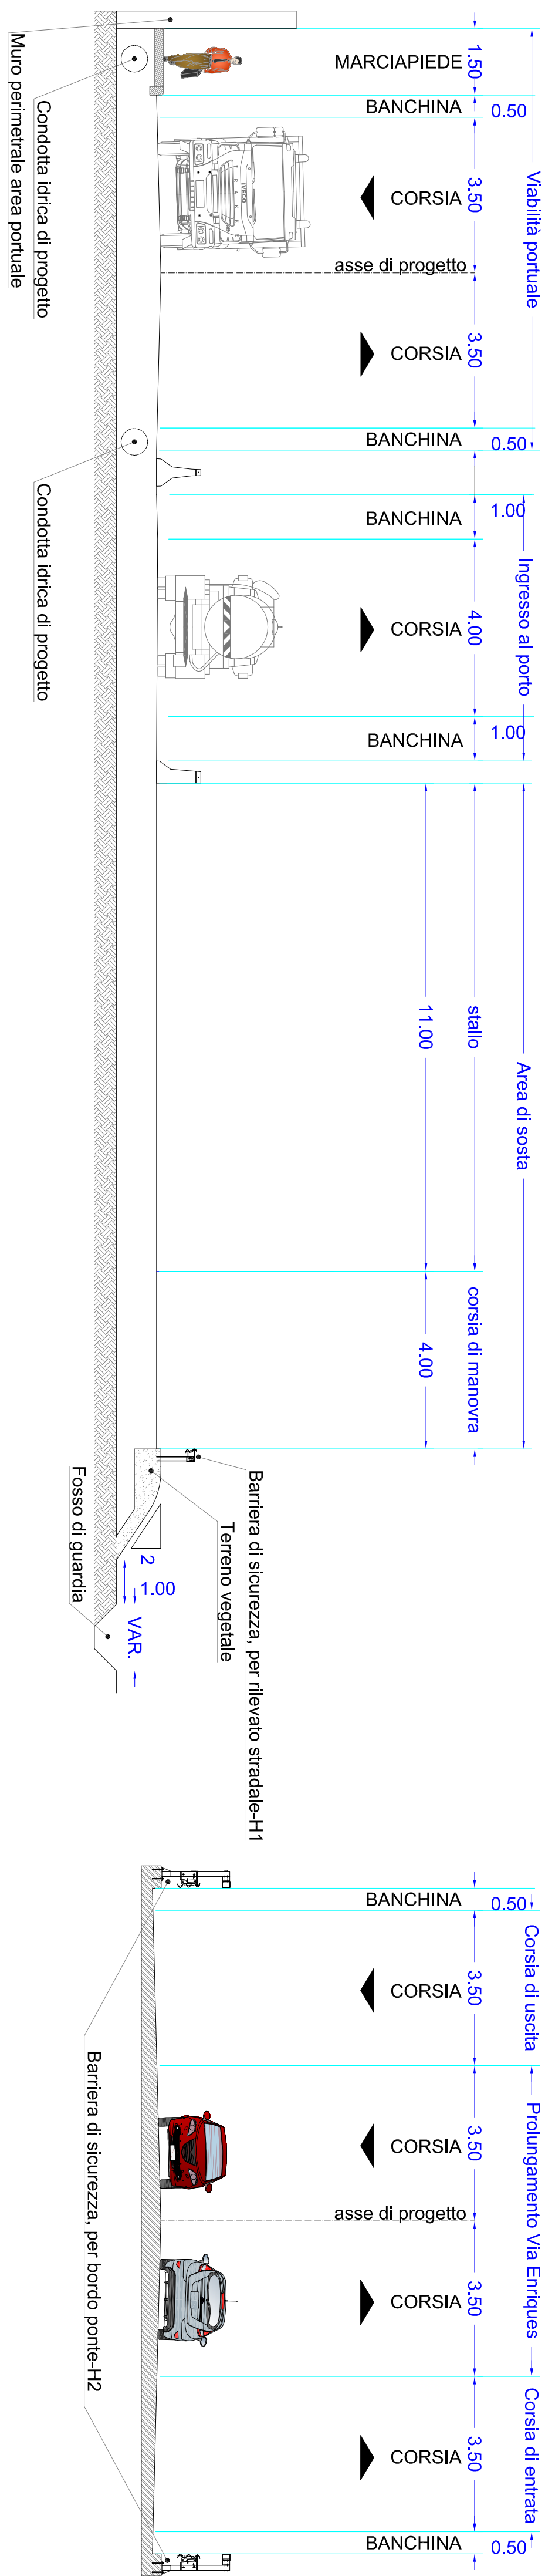 Viabilità portuale
Ingresso al porto
Area di sosta
0.50
0.50
1.00
1.00
1.50
3.50
3.50
4.00
stallo
corsia di manovra
11.00
4.00
MARCIAPIEDE
BANCHINA
CORSIA
asse di progetto
CORSIA
BANCHINA
BANCHINA
CORSIA
BANCHINA
IVECO
TRAKKER
Barriera di sicurezza, per rilevato stradale-H1
Terreno vegetale
2
1.00
VAR.
Fosso di guardia
Condotta idrica di progetto
Condotta idrica di progetto
Muro perimetrale area portuale
Corsia di uscita
Prolungamento Via Enriques
Corsia di entrata
0.50
0.50
3.50
3.50
3.50
3.50
BANCHINA
CORSIA
CORSIA
asse di progetto
CORSIA
CORSIA
BANCHINA
Barriera di sicurezza, per bordo ponte-H2